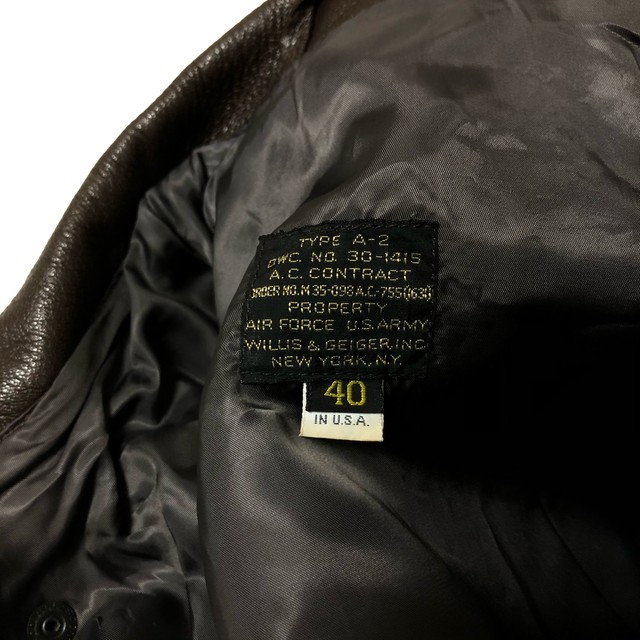 TYPE A-2
DWG. NO. 30-1415
A.C. CONTRACT
ORDER NO. M 35-898 A.C.-755(1638)
PROPERTY
AIR FORCE U.S. ARMY
WILLIS & GEIGER, INC
NEW YORK, N.Y.
40
IN U.S.A.